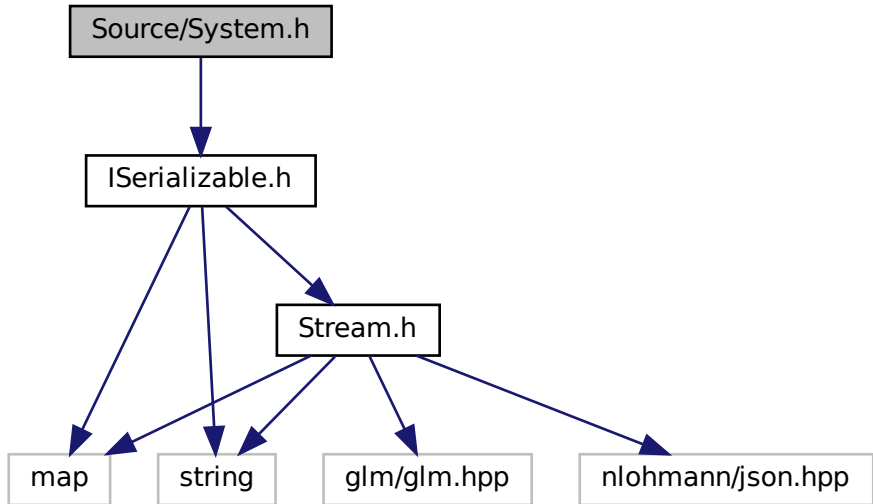 Source/System.h
ISerializable.h
Stream.h
map
string
glm/glm.hpp
nlohmann/json.hpp